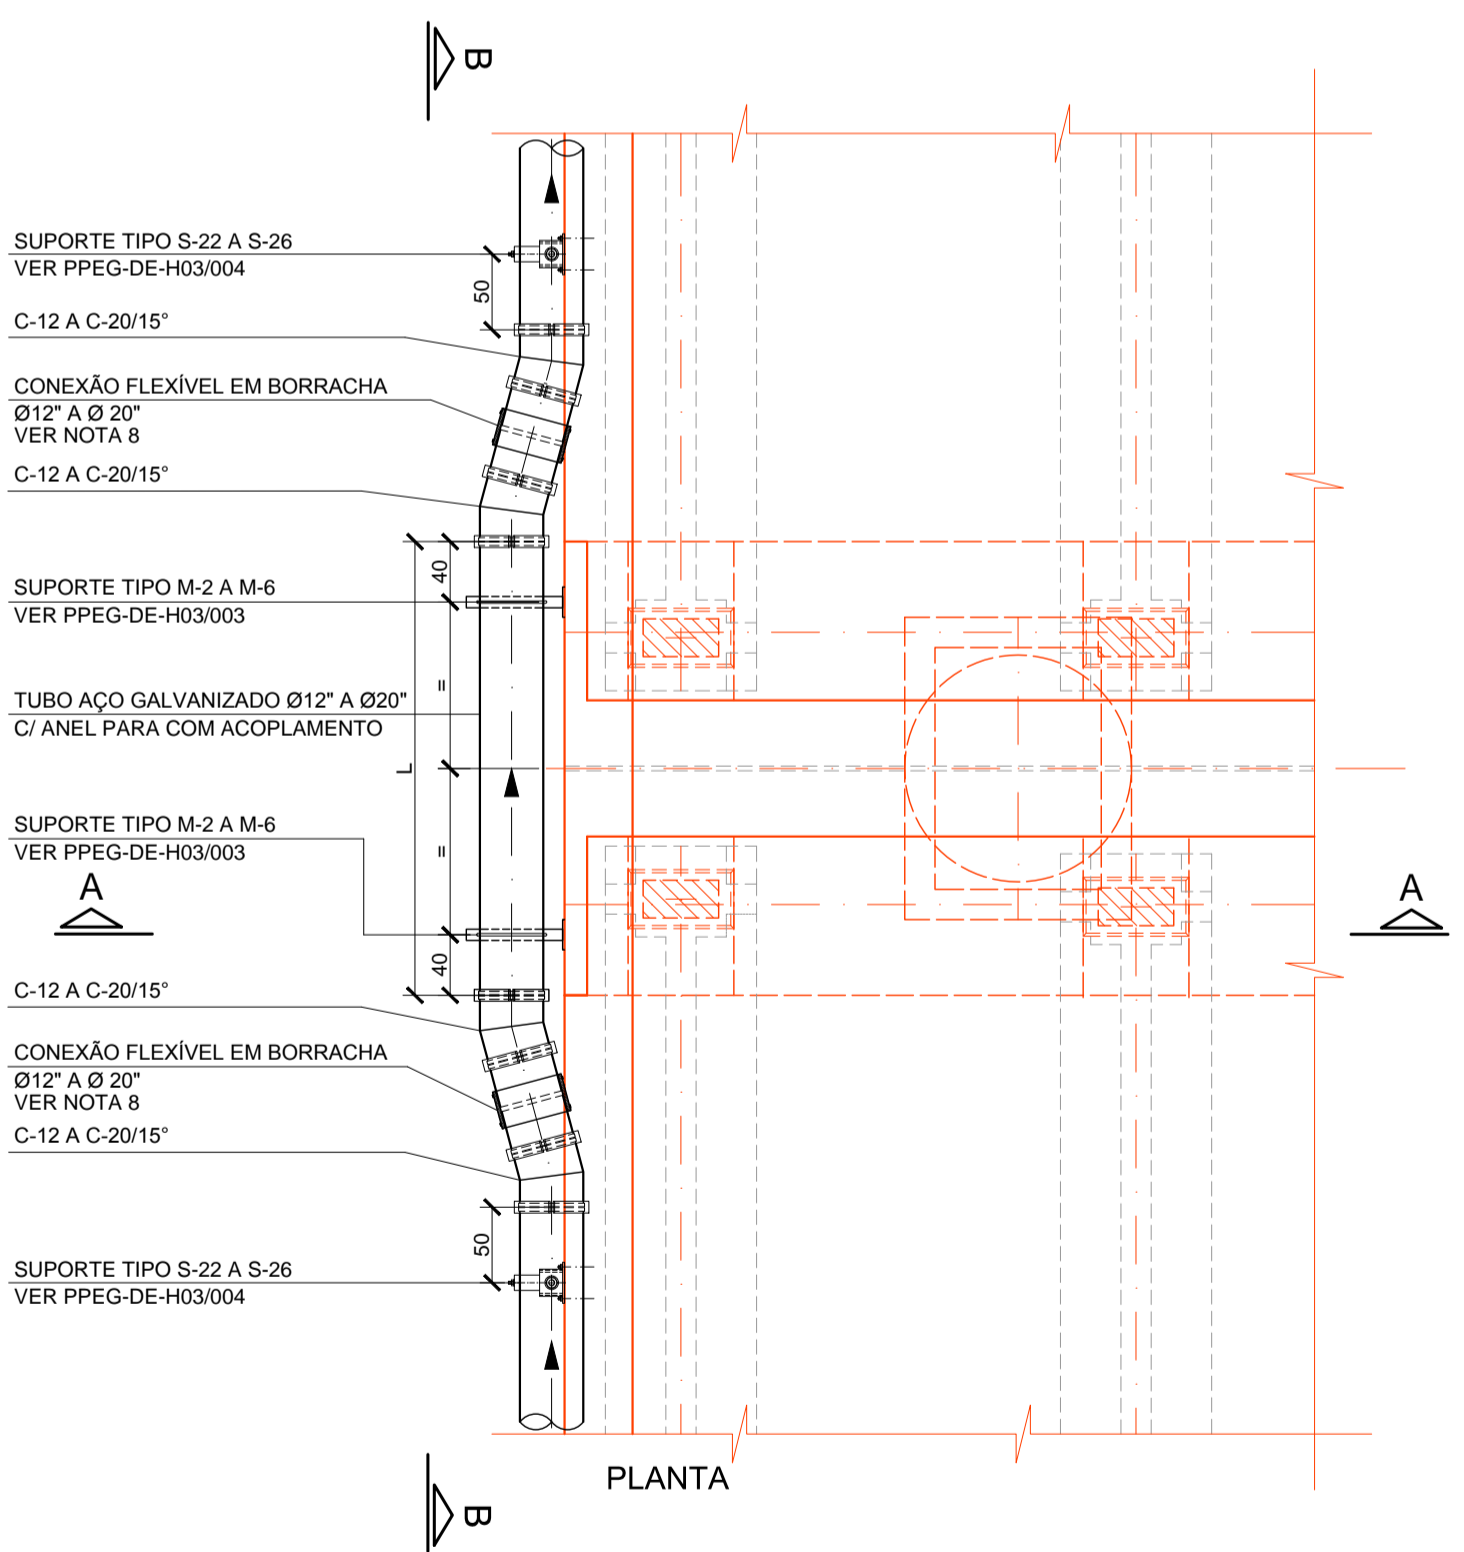 B
SUPORTE TIPO S-22 A S-26
VER PPEG-DE-H03/004
50
C-12 A C-20/15°
CONEXÃO FLEXÍVEL EM BORRACHA
Ø12" A Ø 20"
VER NOTA 8
C-12 A C-20/15°
40
SUPORTE TIPO M-2 A M-6
VER PPEG-DE-H03/003
=
TUBO AÇO GALVANIZADO Ø12" A Ø20"
C/ ANEL PARA COM ACOPLAMENTO
L
SUPORTE TIPO M-2 A M-6
VER PPEG-DE-H03/003
=
A
A
40
C-12 A C-20/15°
CONEXÃO FLEXÍVEL EM BORRACHA
Ø12" A Ø 20"
VER NOTA 8
C-12 A C-20/15°
50
SUPORTE TIPO S-22 A S-26
VER PPEG-DE-H03/004
PLANTA
B